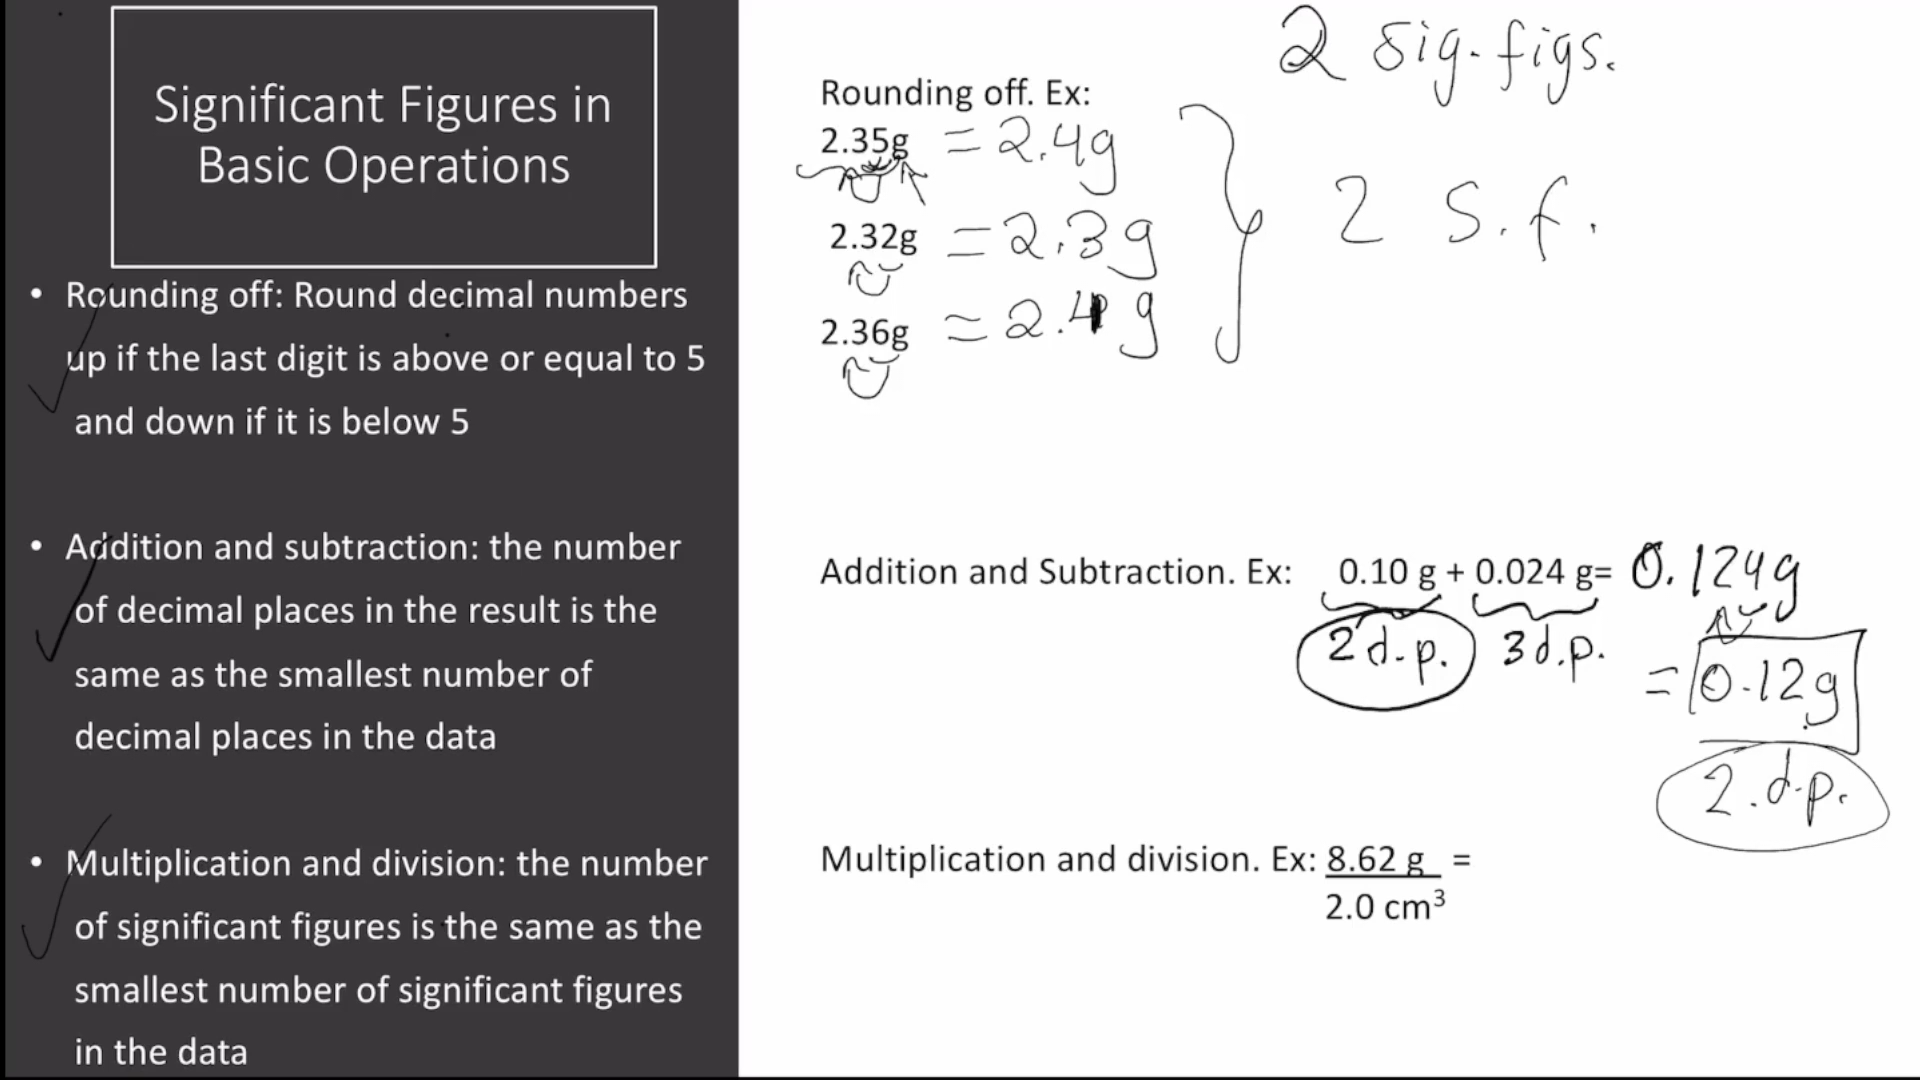 Significant Figures in
Basic Operations
• Rounding off: Round decimal numbers
up if the last digit is above or equal to 5
and down if it is below 5
• Addition and subtraction: the number
of decimal places in the result is the
same as the smallest number of
decimal places in the data
• Multiplication and division: the number
of significant figures is the same as the
smallest number of significant figures
in the data
2 sig. figs.
Rounding off. Ex:
2.35g = 2.4g
2 s.f.
2.32g = 2.3g
2.36g = 2.4g
Addition and Subtraction. Ex: 0.10 g + 0.024 g= 0.124g
2 d.p. 3 d.p.
= 0.12g
2.d.p.
Multiplication and division. Ex: 8.62 g =
2.0 cm³